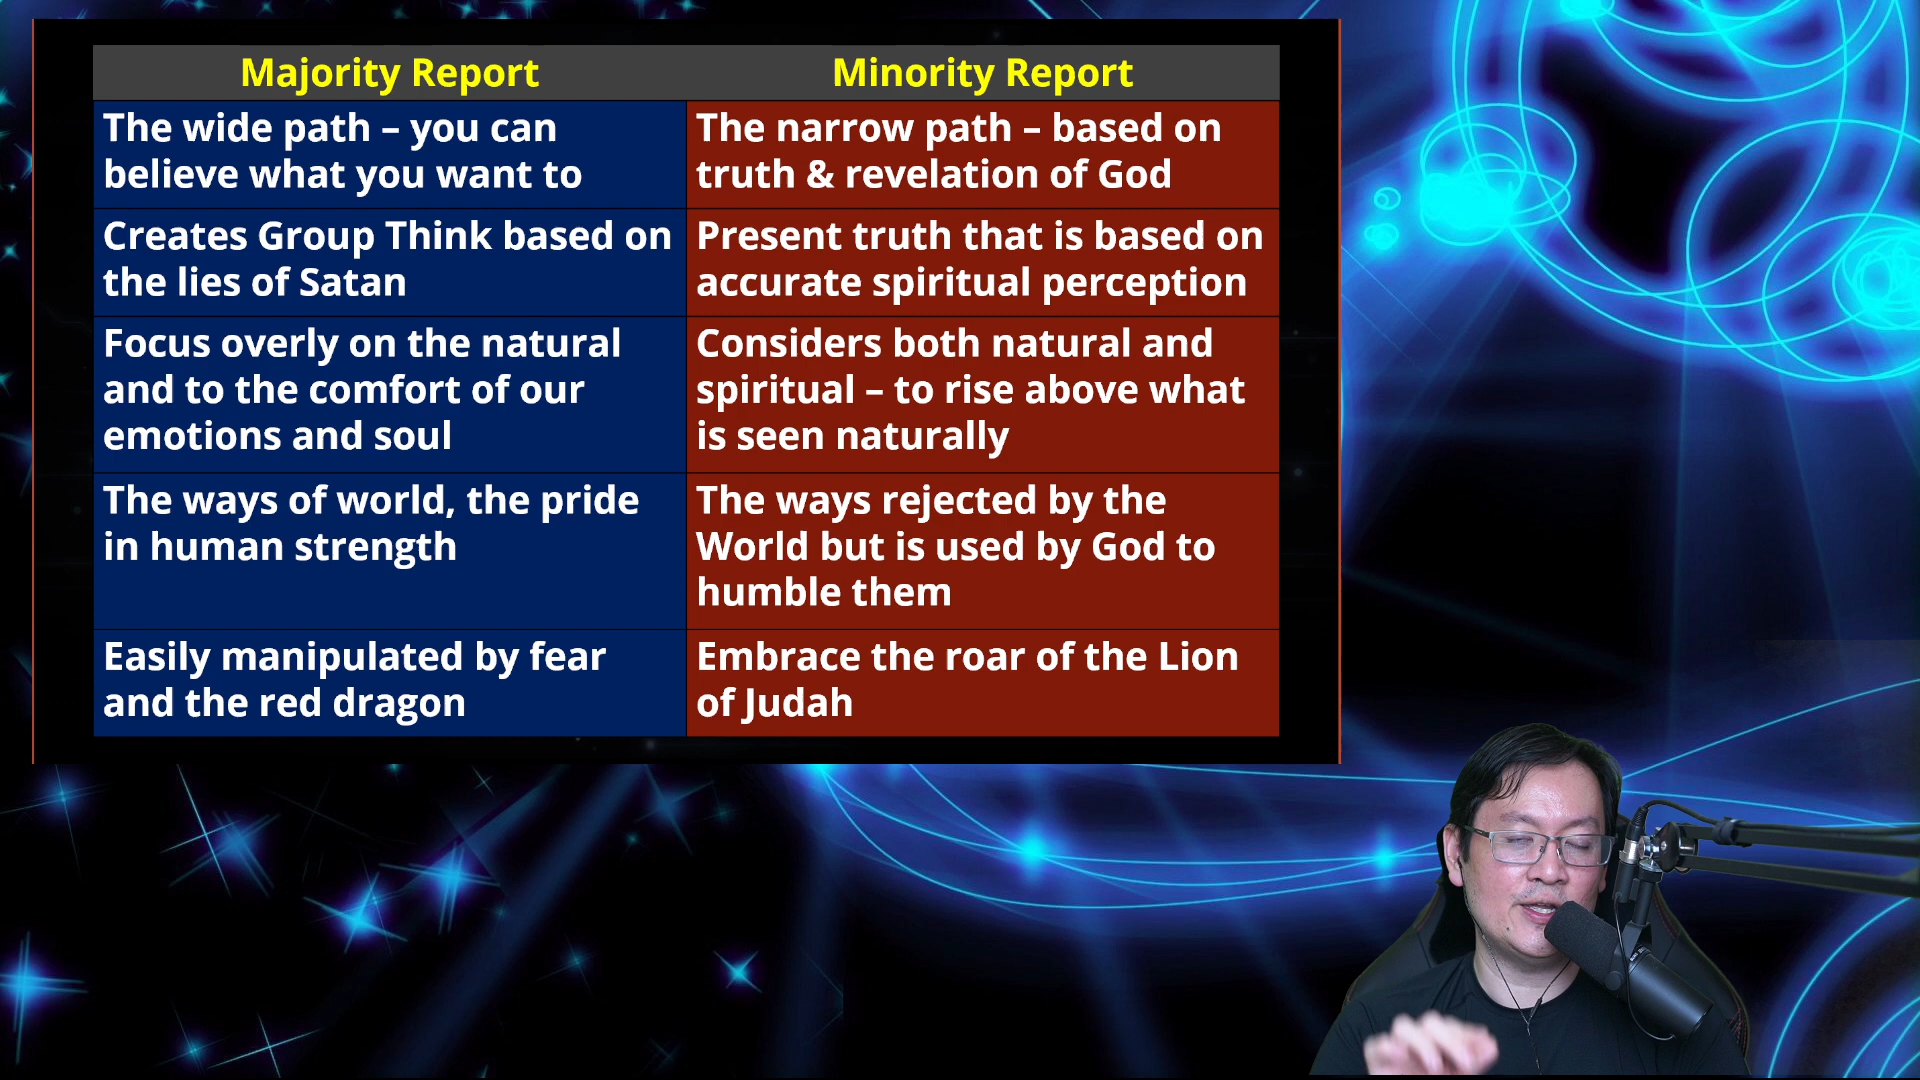 Majority Report
Minority Report
The wide path – you can
believe what you want to
The narrow path – based on
truth & revelation of God
Creates Group Think based on
the lies of Satan
Present truth that is based on
accurate spiritual perception
Focus overly on the natural
and to the comfort of our
emotions and soul
Considers both natural and
spiritual – to rise above what
is seen naturally
The ways of world, the pride
in human strength
The ways rejected by the
World but is used by God to
humble them
Easily manipulated by fear
and the red dragon
Embrace the roar of the Lion
of Judah